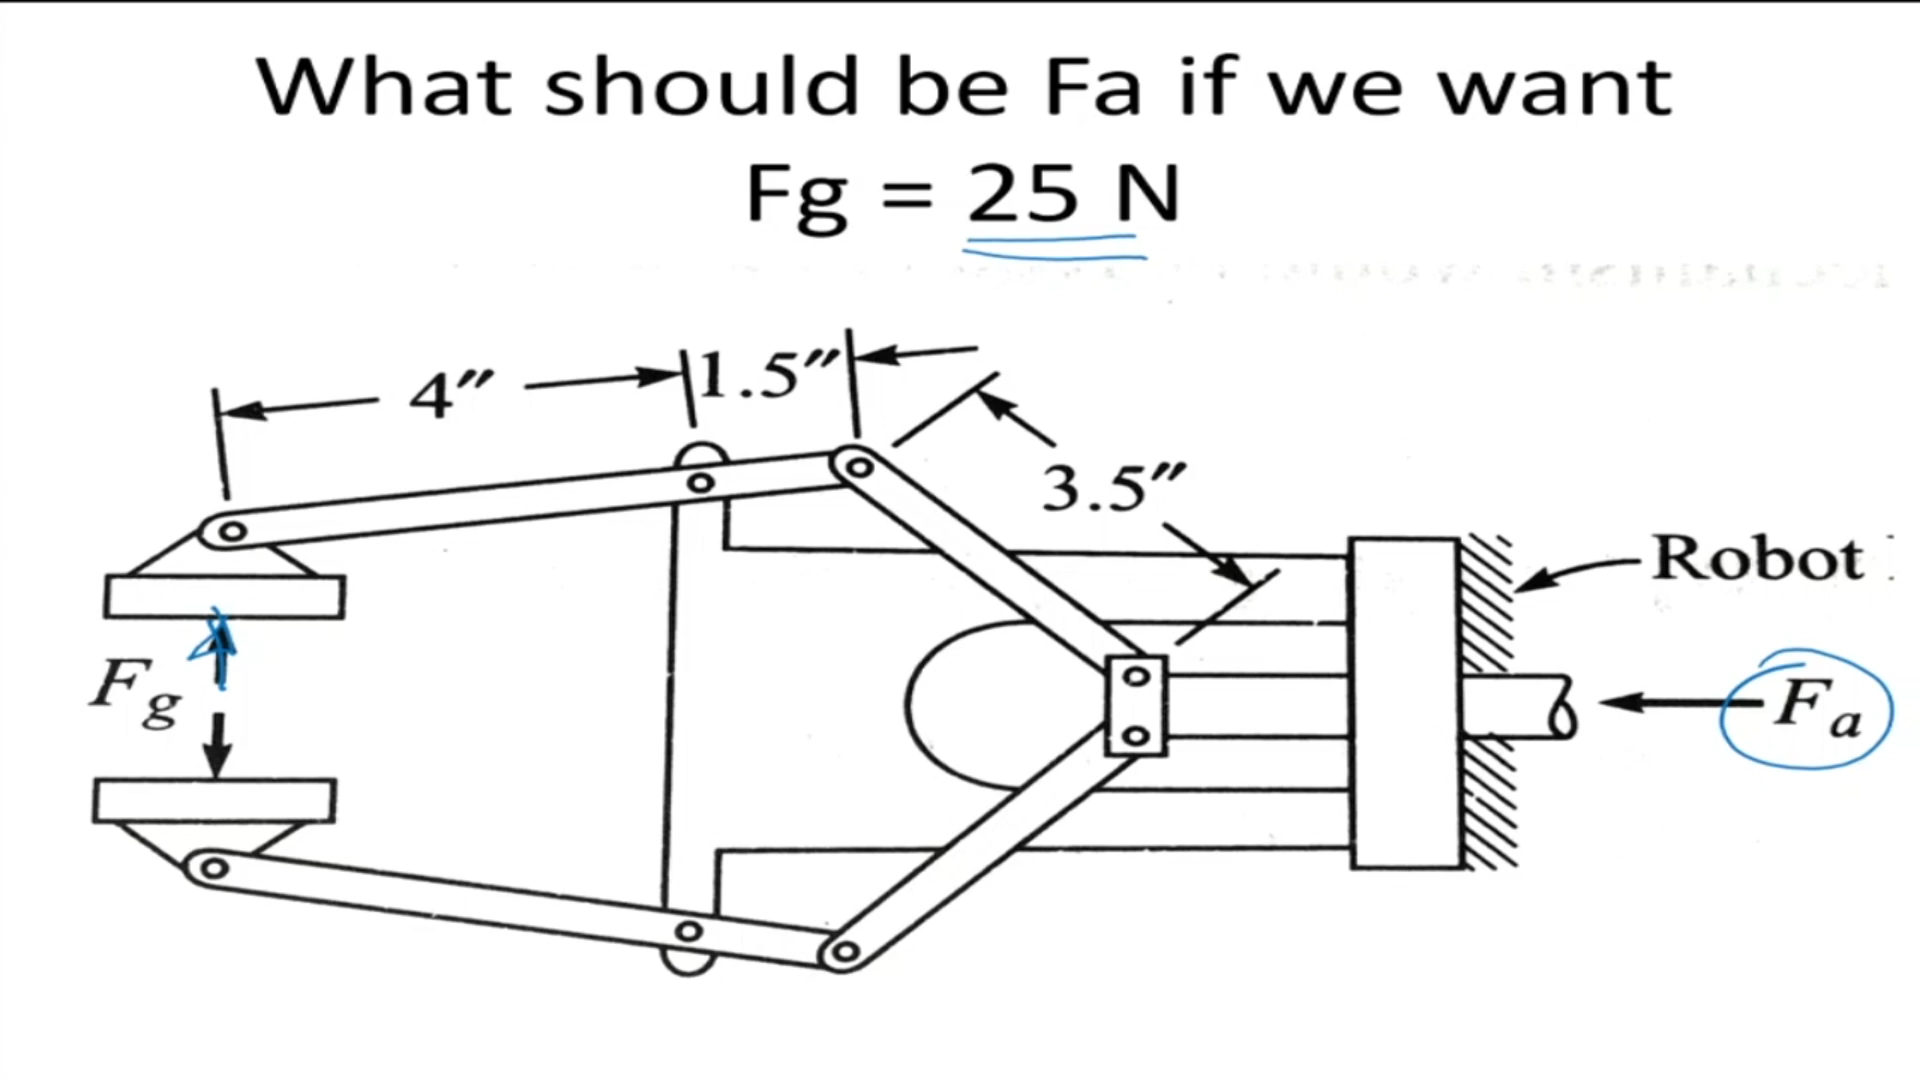 What should be Fa if we want
Fg = 25 N
4″
1.5″
3.5″
Robot
Fg
Fa